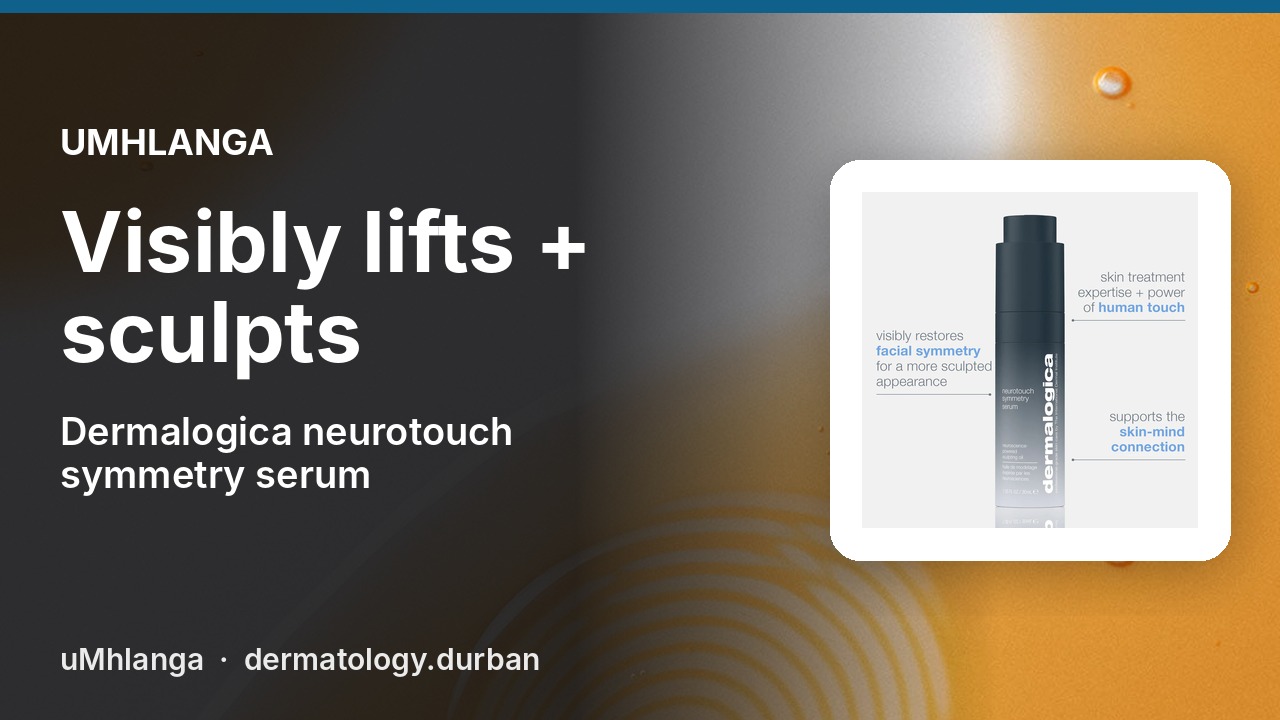 UMHLANGA
Visibly lifts +
sculpts
Dermalogica neurotouch
symmetry serum
uMhlanga · dermatology.durban
visibly restores
facial symmetry
for a more sculpted
appearance
skin treatment
expertise + power
of human touch
supports the
skin-mind
connection
neurotouch
symmetry
serum
dermalogica